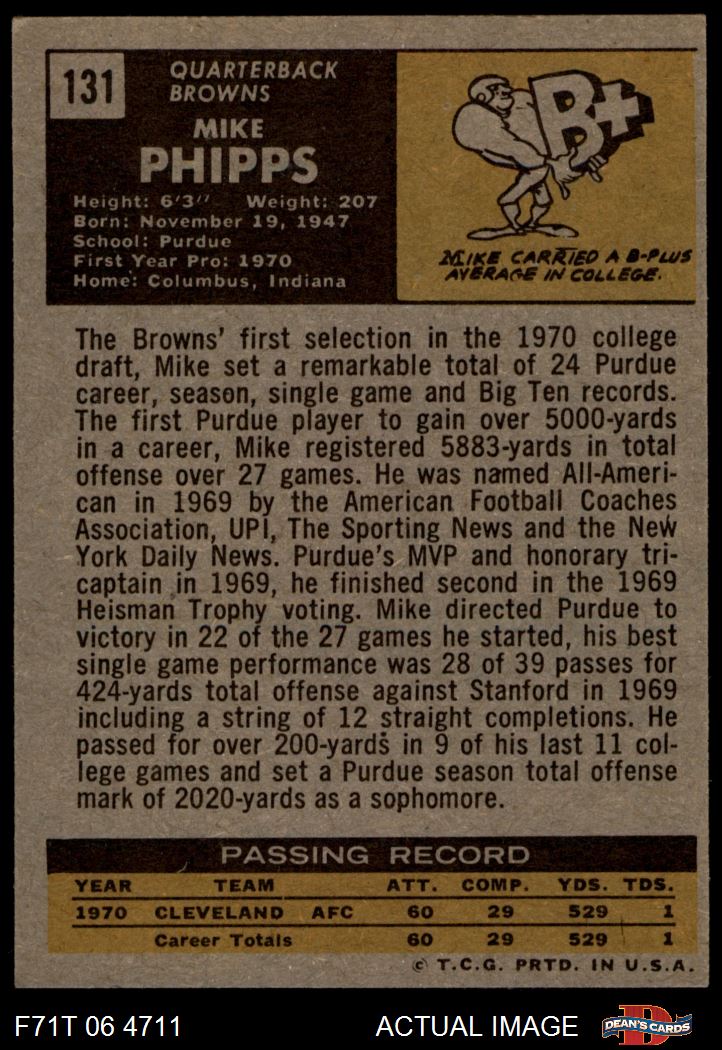 131
QUARTERBACK
BROWNS
MIKE
PHIPPS
Height: 6'3" Weight: 207
Born: November 19, 1947
School: Purdue
First Year Pro: 1970
Home: Columbus, Indiana
B+
MIKE CARRIED A B-PLUS
AVERAGE IN COLLEGE.
The Browns' first selection in the 1970 college
draft, Mike set a remarkable total of 24 Purdue
career, season, single game and Big Ten records.
The first Purdue player to gain over 5000-yards
in a career, Mike registered 5883-yards in total
offense over 27 games. He was named All-Ameri-
can in 1969 by the American Football Coaches
Association, UPI, The Sporting News and the New
York Daily News. Purdue's MVP and honorary tri-
captain in 1969, he finished second in the 1969
Heisman Trophy voting. Mike directed Purdue to
victory in 22 of the 27 games he started, his best
single game performance was 28 of 39 passes for
424-yards total offense against Stanford in 1969
including a string of 12 straight completions. He
passed for over 200-yards in 9 of his last 11 col-
lege games and set a Purdue season total offense
mark of 2020-yards as a sophomore.
PASSING RECORD
YEAR TEAM ATT. COMP. YDS. TDS.
1970 CLEVELAND AFC 60 29 529 1
Career Totals 60 29 529 1
© T.C.G. PRTD. IN U.S.A.
F71T 06 4711 ACTUAL IMAGE D DEAN'S CARDS